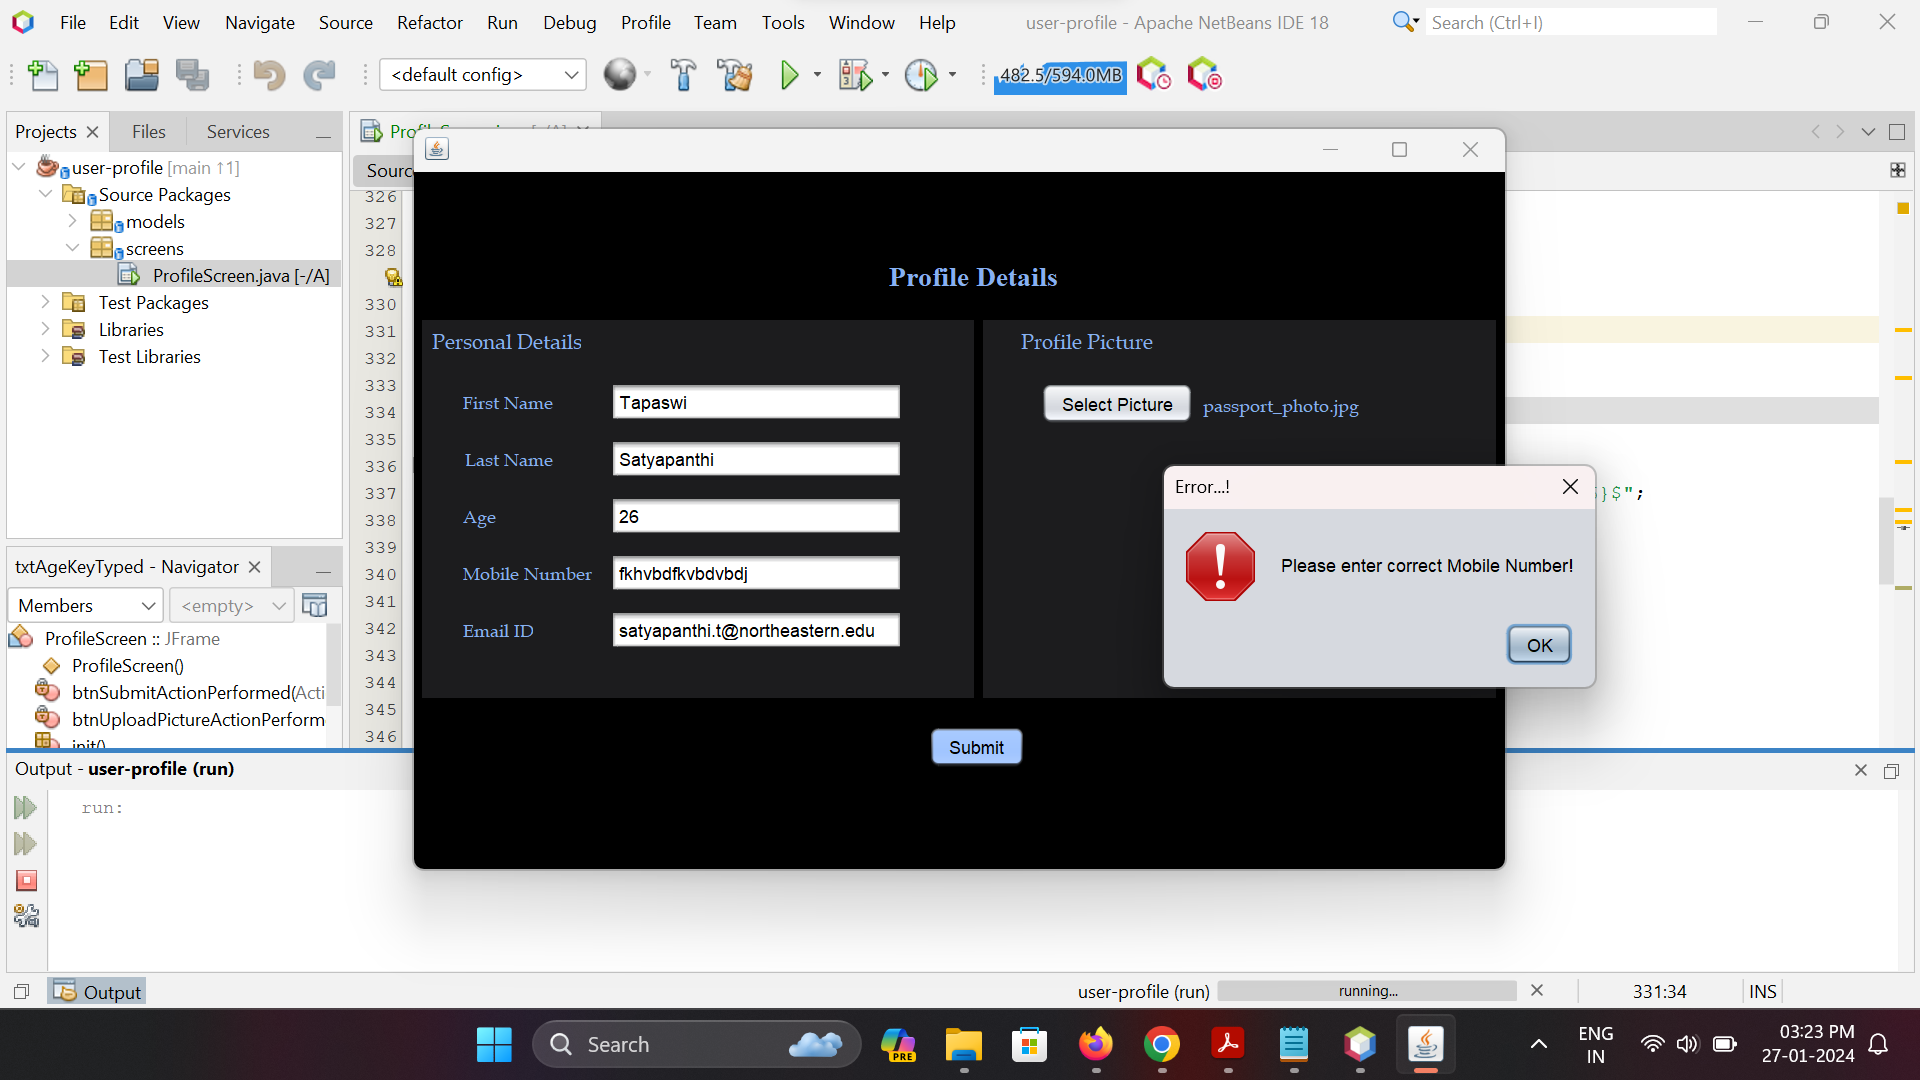 File Edit View Navigate Source Refactor Run Debug Profile Team Tools Window Help
user-profile - Apache NetBeans IDE 18
Search (Ctrl+I)
<default config>
482.5/594.0MB
Projects Files Services
user-profile [main ↑1]
Source Packages
models
screens
ProfileScreen.java [-/A]
Test Packages
Libraries
Test Libraries
txtAgeKeyTyped - Navigator
Members
<empty>
ProfileScreen :: JFrame
ProfileScreen()
btnSubmitActionPerformed(Acti
btnUploadPictureActionPerform
init()
326
327
328
330
331
332
333
334
335
336
337
338
339
340
341
342
343
344
345
346
}$";
Profile Details
Personal Details
First Name Tapaswi
Last Name Satyapanthi
Age 26
Mobile Number fkhvbdfkvbdvbdj
Email ID satyapanthi.t@northeastern.edu
Profile Picture
Select Picture passport_photo.jpg
Error...!
Please enter correct Mobile Number!
OK
Submit
Output - user-profile (run)
run:
Output
user-profile (run) running... 331:34 INS
Search
PRE
ENG
IN
03:23 PM
27-01-2024